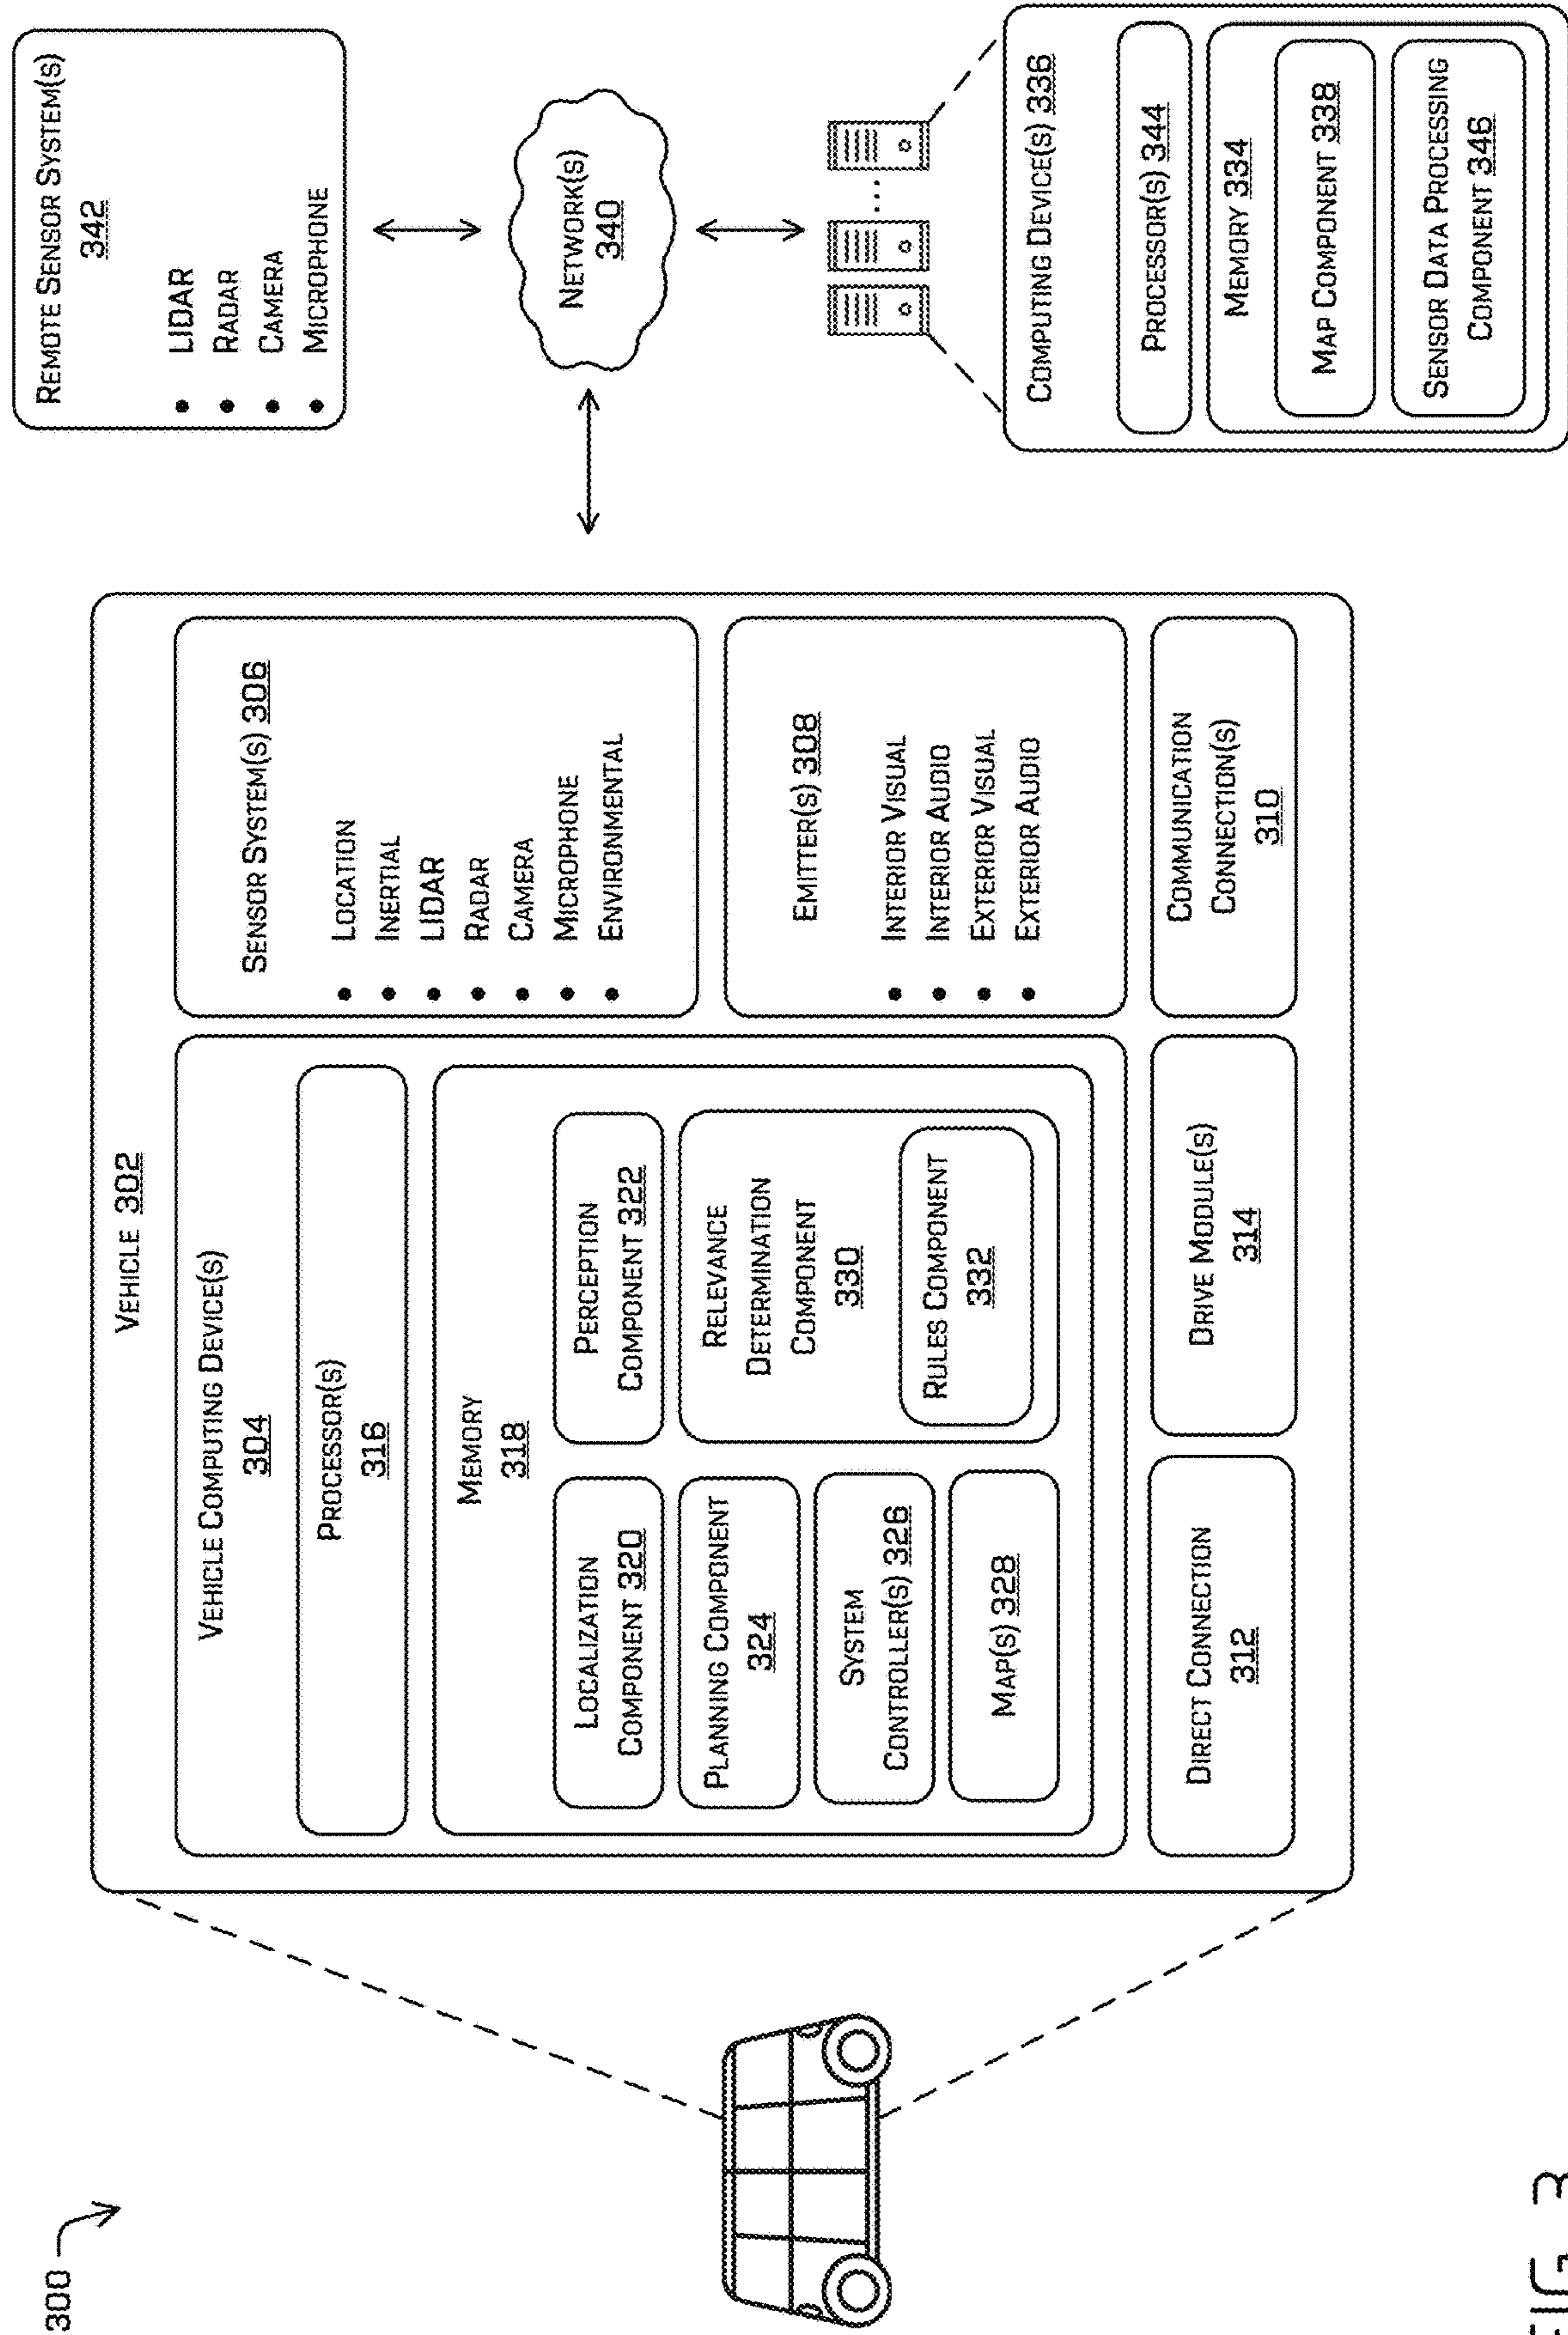 300
VEHICLE 302
VEHICLE COMPUTING DEVICE(S)
304
PROCESSOR(S)
316
MEMORY
318
LOCALIZATION
COMPONENT 320
PERCEPTION
COMPONENT 322
PLANNING COMPONENT
324
SYSTEM
CONTROLLER(S) 326
MAP(S) 328
RELEVANCE
DETERMINATION
COMPONENT
330
RULES COMPONENT
332
SENSOR SYSTEM(S) 306
• LOCATION
• INERTIAL
• LIDAR
• RADAR
• CAMERA
• MICROPHONE
• ENVIRONMENTAL
EMITTER(S) 308
• INTERIOR VISUAL
• INTERIOR AUDIO
• EXTERIOR VISUAL
• EXTERIOR AUDIO
DIRECT CONNECTION
312
DRIVE MODULE(S)
314
COMMUNICATION
CONNECTION(S)
310
REMOTE SENSOR SYSTEM(S)
342
• LIDAR
• RADAR
• CAMERA
• MICROPHONE
NETWORK(S)
340
COMPUTING DEVICE(S) 336
PROCESSOR(S) 344
MEMORY 334
MAP COMPONENT 338
SENSOR DATA PROCESSING
COMPONENT 346
FIG. 3